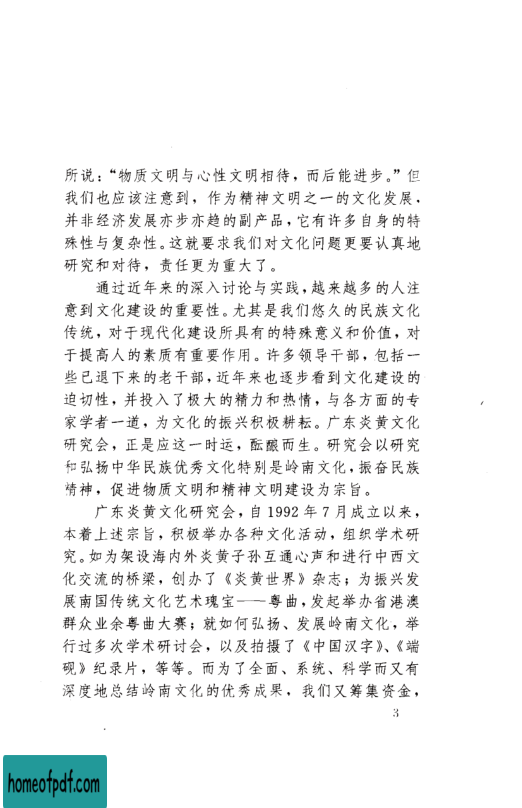 所说：“物质文明与心性文明相待，而后能进步。”但
我们也应该注意到，作为精神文明之一的文化发展，
并非经济发展亦步亦趋的副产品，它有许多自身的特
殊性与复杂性。这就要求我们对文化问题更要认真地
研究和对待，责任更为重大了。
通过近年来的深入讨论与实践，越来越多的人注
意到文化建设的重要性。尤其是我们悠久的民族文化
传统，对于现代化建设所具有的特殊意义和价值，对
于提高人的素质有重要作用。许多领导干部，包括一
些已退下来的老干部，近年来也逐步看到文化建设的
迫切性，并投入了极大的精力和热情，与各方面的专
家学者一道，为文化的振兴积极耕耘。广东炎黄文化
研究会，正是应这一时运，酝酿而生。研究会以研究
和弘扬中华民族优秀文化特别是岭南文化，振奋民族
精神，促进物质文明和精神文明建设为宗旨。
广东炎黄文化研究会，自1992年7月成立以来，
本着上述宗旨，积极举办各种文化活动，组织学术研
究。如为架设海内外炎黄子孙互通心声和进行中西文
化交流的桥梁，创办了《炎黄世界》杂志；为振兴发
展南国传统文化艺术瑰宝——粤曲，发起举办省港澳
群众业余粤曲大赛；就如何弘扬、发展岭南文化，举
行过多次学术研讨会，以及拍摄了《中国汉字》、《端
砚》纪录片，等等。而为了全面、系统、科学而又有
深度地总结岭南文化的优秀成果，我们又筹集资金，
3
homeofpdf.com